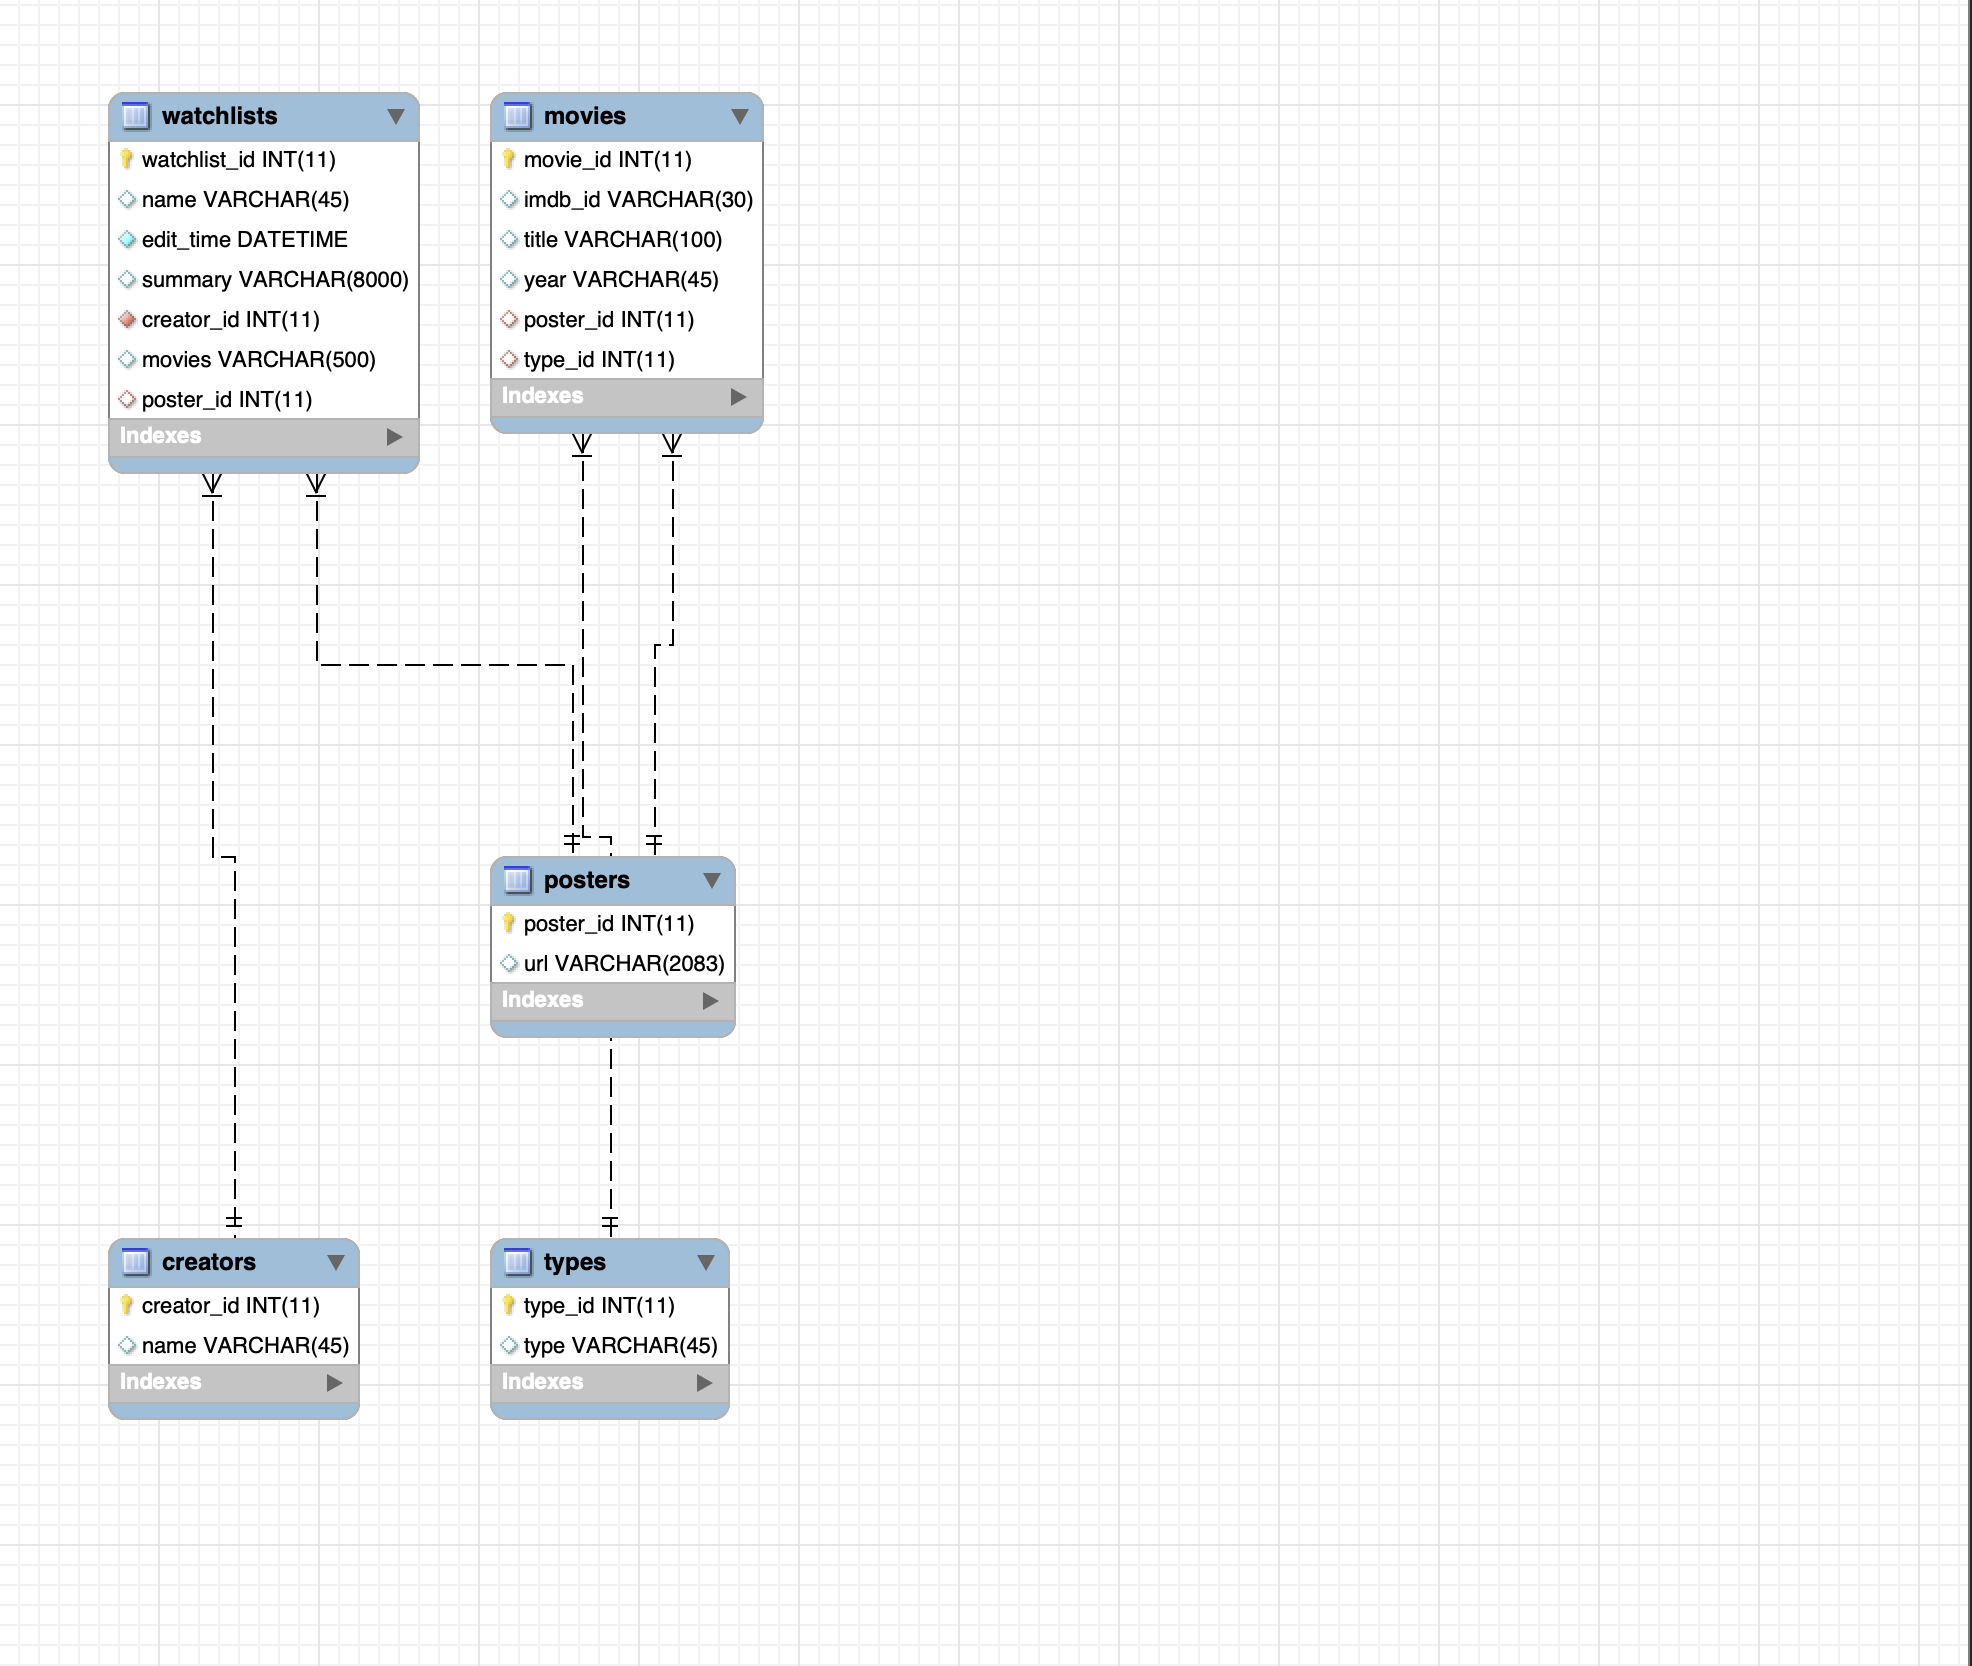 watchlists
watchlist_id INT(11)
name VARCHAR(45)
edit_time DATETIME
summary VARCHAR(8000)
creator_id INT(11)
movies VARCHAR(500)
poster_id INT(11)
Indexes
movies
movie_id INT(11)
imdb_id VARCHAR(30)
title VARCHAR(100)
year VARCHAR(45)
poster_id INT(11)
type_id INT(11)
Indexes
posters
poster_id INT(11)
url VARCHAR(2083)
Indexes
creators
creator_id INT(11)
name VARCHAR(45)
Indexes
types
type_id INT(11)
type VARCHAR(45)
Indexes